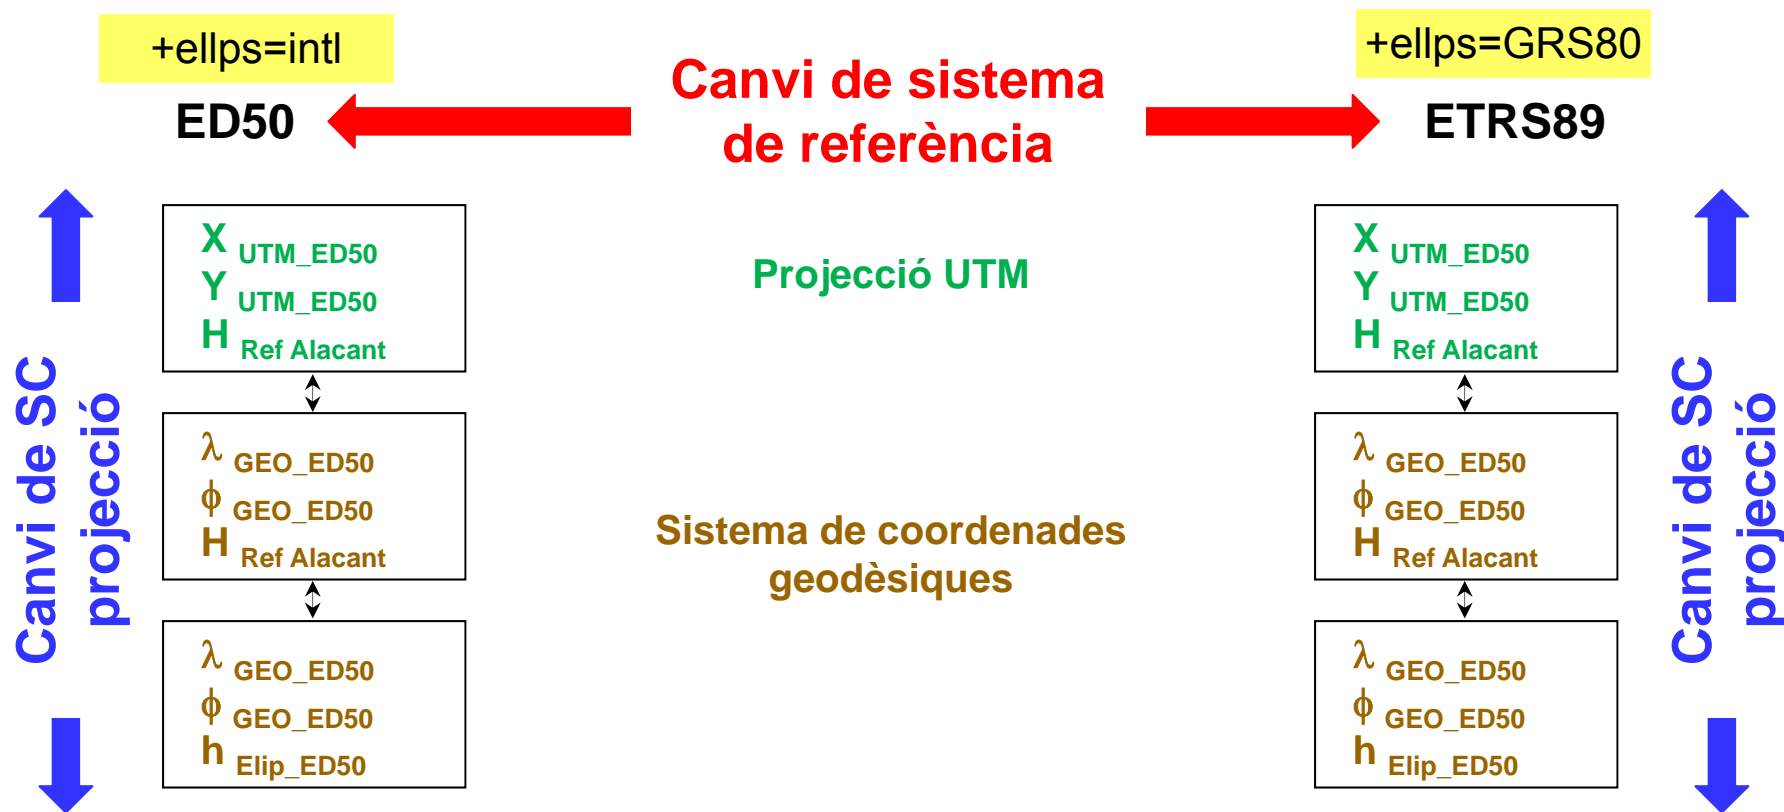 +ellps=intl
ED50
Canvi de sistema
de referència
+ellps=GRS80
ETRS89
Canvi de SC
projecció
X UTM_ED50
Y UTM_ED50
H Ref Alacant
λ GEO_ED50
ϕ GEO_ED50
H Ref Alacant
λ GEO_ED50
ϕ GEO_ED50
h Elip_ED50
Projecció UTM
Sistema de coordenades
geodèsiques
X UTM_ED50
Y UTM_ED50
H Ref Alacant
λ GEO_ED50
ϕ GEO_ED50
H Ref Alacant
λ GEO_ED50
ϕ GEO_ED50
h Elip_ED50
Canvi de SC
projecció